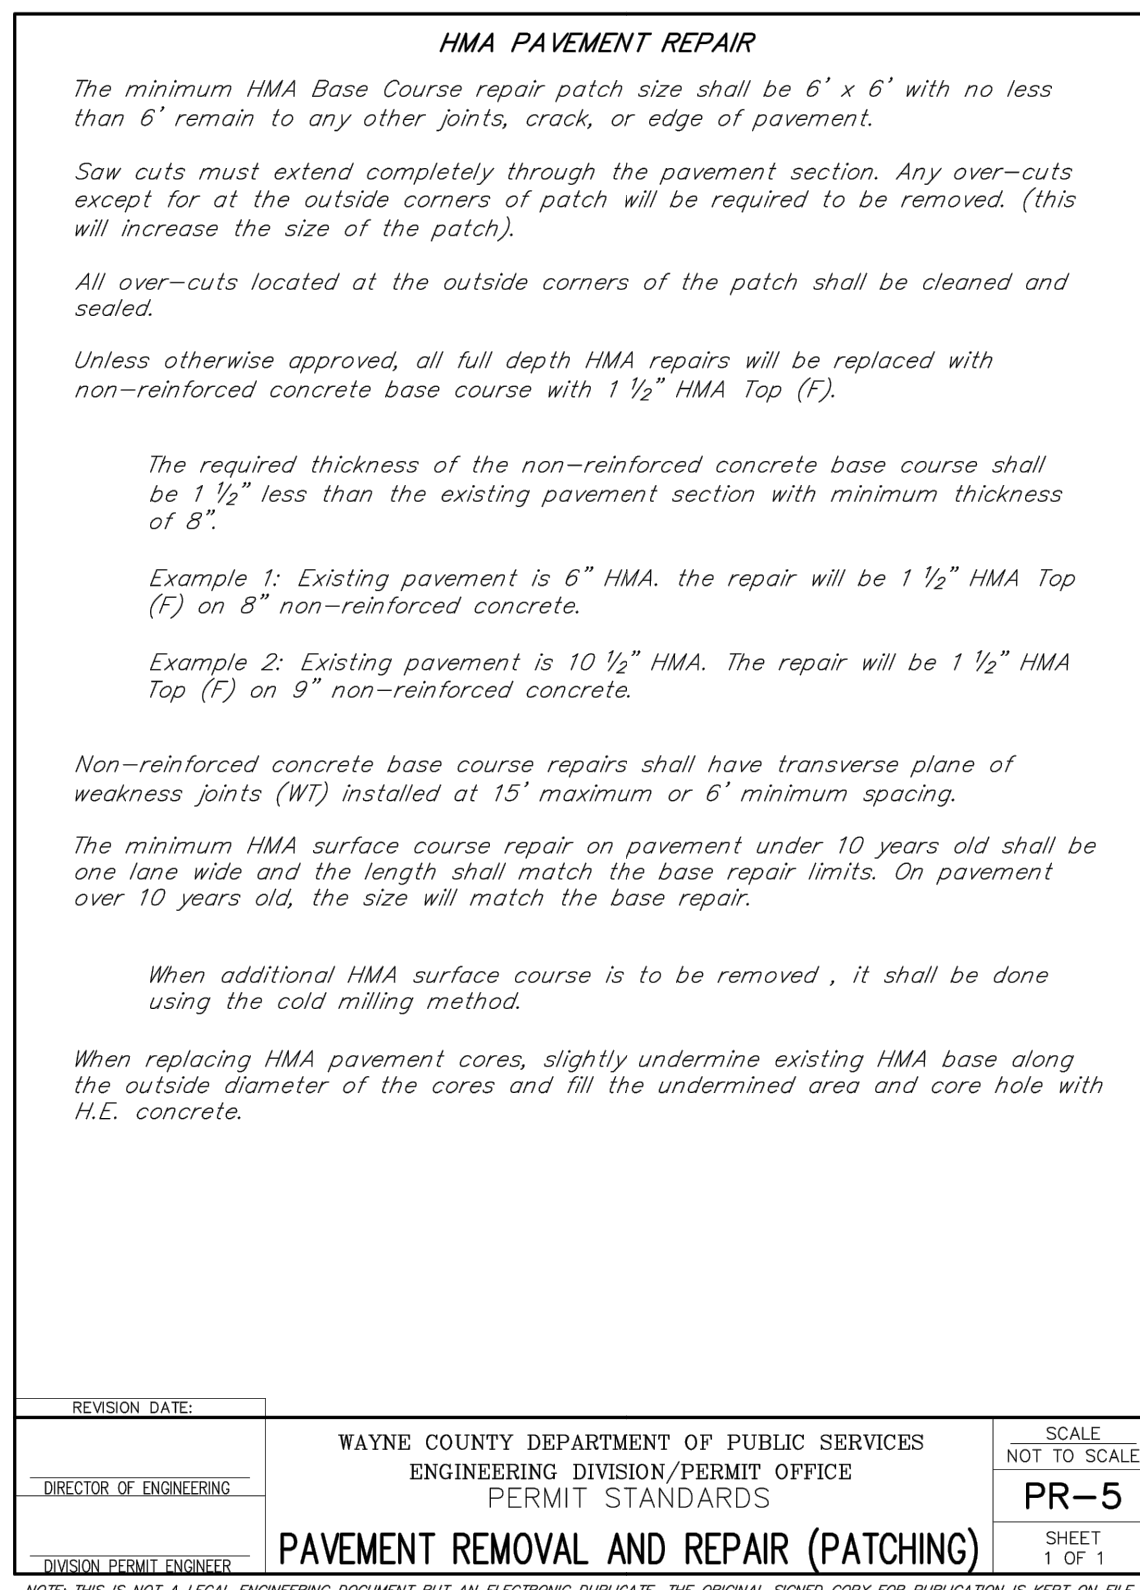 HMA PAVEMENT REPAIR
The minimum HMA Base Course repair patch size shall be 6' x 6' with no less
than 6' remain to any other joints, crack, or edge of pavement.
Saw cuts must extend completely through the pavement section. Any over-cuts
except for at the outside corners of patch will be required to be removed. (this
will increase the size of the patch).
All over-cuts located at the outside corners of the patch shall be cleaned and
sealed.
Unless otherwise approved, all full depth HMA repairs will be replaced with
non-reinforced concrete base course with 1 ½" HMA Top (F).
The required thickness of the non-reinforced concrete base course shall
be 1 ½" less than the existing pavement section with minimum thickness
of 8".
Example 1: Existing pavement is 6" HMA. the repair will be 1 ½" HMA Top
(F) on 8" non-reinforced concrete.
Example 2: Existing pavement is 10 ½" HMA. The repair will be 1 ½" HMA
Top (F) on 9" non-reinforced concrete.
Non-reinforced concrete base course repairs shall have transverse plane of
weakness joints (WT) installed at 15' maximum or 6' minimum spacing.
The minimum HMA surface course repair on pavement under 10 years old shall be
one lane wide and the length shall match the base repair limits. On pavement
over 10 years old, the size will match the base repair.
When additional HMA surface course is to be removed , it shall be done
using the cold milling method.
When replacing HMA pavement cores, slightly undermine existing HMA base along
the outside diameter of the cores and fill the undermined area and core hole with
H.E. concrete.
REVISION DATE:
DIRECTOR OF ENGINEERING
DIVISION PERMIT ENGINEER
WAYNE COUNTY DEPARTMENT OF PUBLIC SERVICES
ENGINEERING DIVISION/PERMIT OFFICE
PERMIT STANDARDS
PAVEMENT REMOVAL AND REPAIR (PATCHING)
SCALE
NOT TO SCALE
PR-5
SHEET
1 OF 1
NOTE: THIS IS NOT A LEGAL ENGINEERING DOCUMENT BUT AN ELECTRONIC DUPLICATE. THE ORIGINAL SIGNED COPY FOR PUBLICATION IS KEPT ON FILE